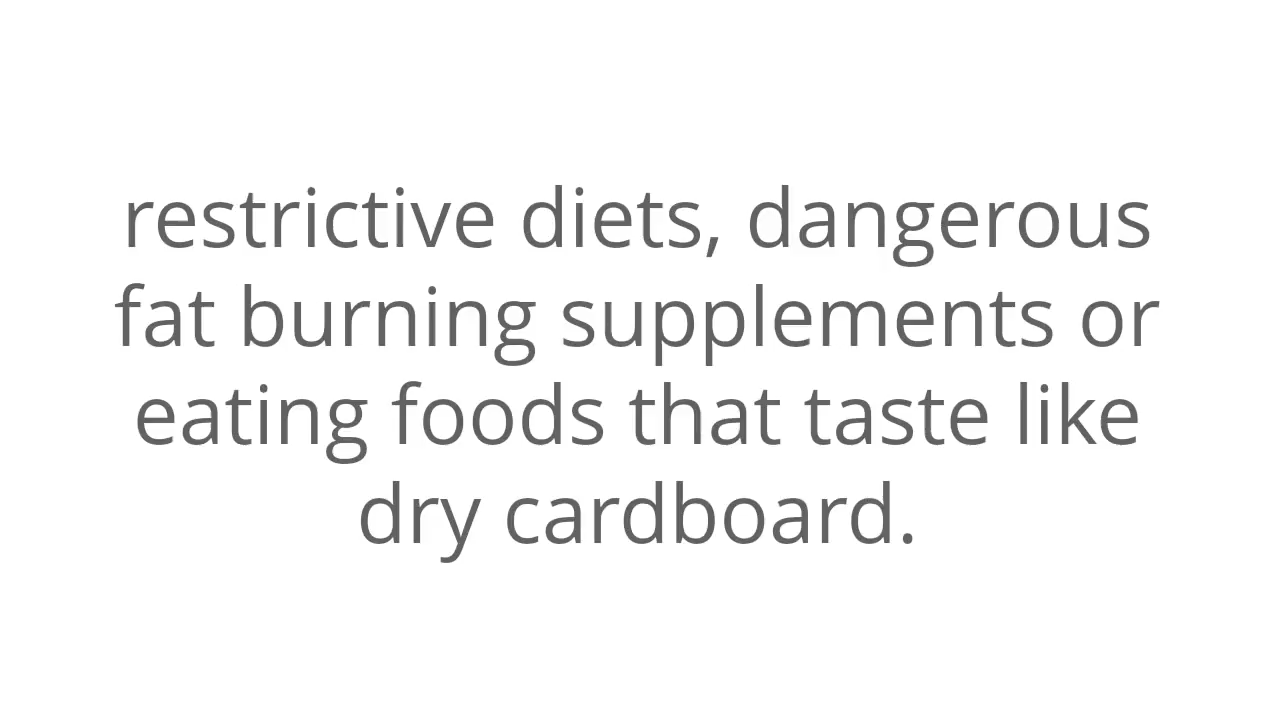 restrictive diets, dangerous
fat burning supplements or
eating foods that taste like
dry cardboard.